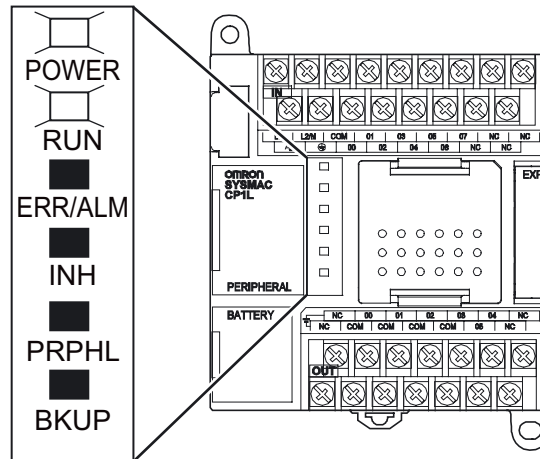 POWER
RUN
ERR/ALM
INH
PRPHL
BKUP
IN
L2/N COM 01 03 05 07 NC NC
00 02 04 06 NC NC
OMRON
SYSMAC
CP1L
EXP
PERIPHERAL
BATTERY
NC 00 01 02 03 04 NC
NC COM COM COM COM 05 NC
OUT